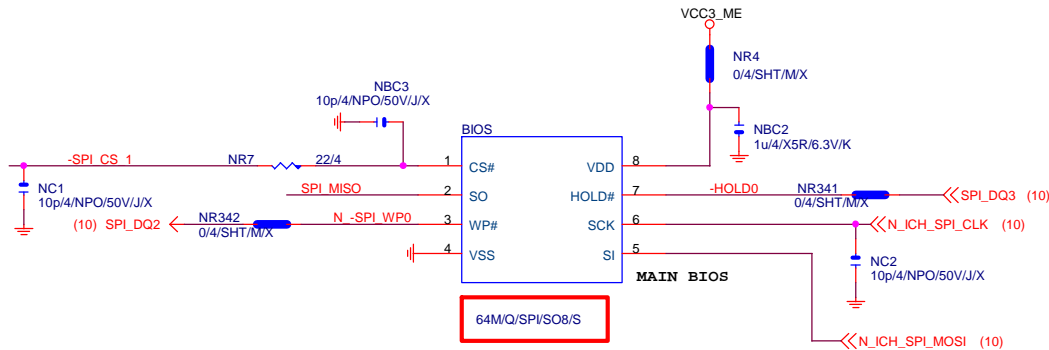 VCC3_ME
NR4
0/4/SHT/M/X
NBC3
10p/4/NPO/50V/J/X
NBC2
1u/4/X5R/6.3V/K
BIOS
-SPI_CS_1
NR7
22/4
1
CS#
VDD
8
NC1
10p/4/NPO/50V/J/X
SPI_MISO
2
SO
HOLD#
7
-HOLD0
NR341
0/4/SHT/M/X
SPI_DQ3 (10)
(10) SPI_DQ2
NR342
0/4/SHT/M/X
N_-SPI_WP0
3
WP#
SCK
6
N_ICH_SPI_CLK (10)
4
VSS
SI
5
MAIN BIOS
NC2
10p/4/NPO/50V/J/X
64M/Q/SPI/SO8/S
N_ICH_SPI_MOSI (10)